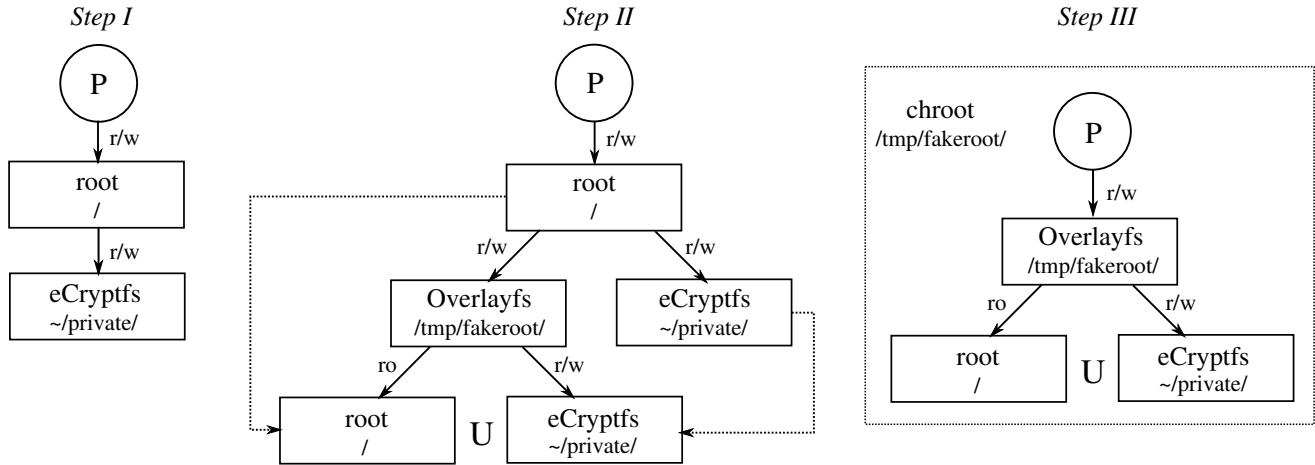 Step I
P
r/w
root
/
r/w
eCryptfs
~/private/
Step II
P
r/w
root
/
r/w
r/w
Overlayfs
/tmp/fakeroot/
eCryptfs
~/private/
ro
r/w
root
/
U
eCryptfs
~/private/
Step III
chroot
/tmp/fakeroot/
P
r/w
Overlayfs
/tmp/fakeroot/
ro
r/w
root
/
U
eCryptfs
~/private/